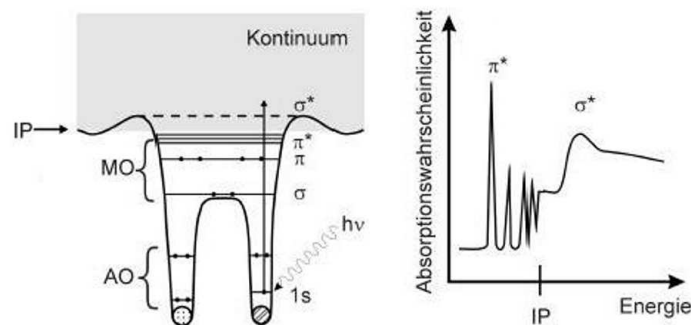 Kontinuum
σ*
IP
π*
MO
π
σ
hν
AO
1s
Absorptionswahrscheinlichkeit
π*
σ*
IP
Energie